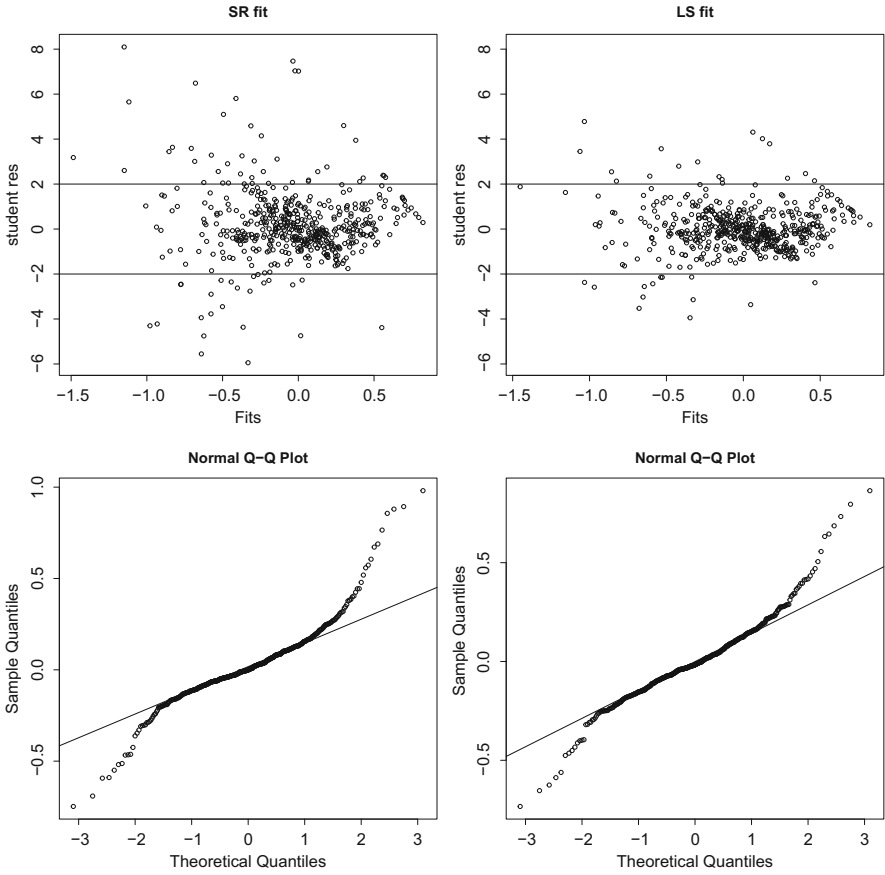 SR fit
LS fit
student res
8
6
4
2
0
−2
−4
−6
−1.5 −1.0 −0.5 0.0 0.5
Fits
student res
8
6
4
2
0
−2
−4
−6
−1.5 −1.0 −0.5 0.0 0.5
Fits
Normal Q−Q Plot
Normal Q−Q Plot
Sample Quantiles
1.0
0.5
0.0
−0.5
−3 −2 −1 0 1 2 3
Theoretical Quantiles
Sample Quantiles
0.5
0.0
−0.5
−3 −2 −1 0 1 2 3
Theoretical Quantiles